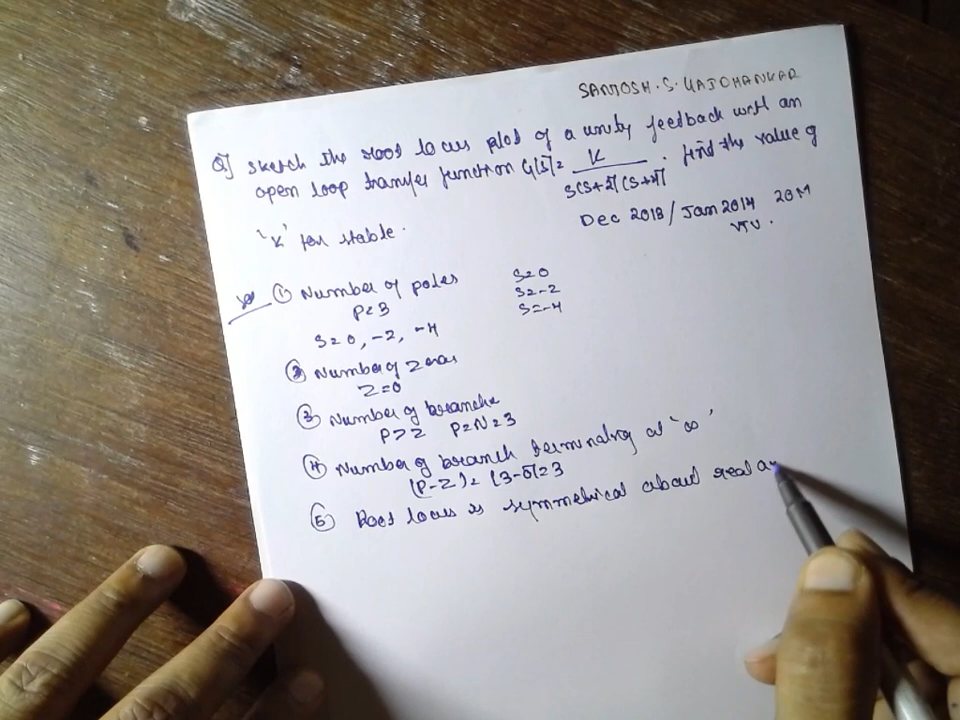 SANTOSH.S.HAJDHANKAR
Q] Sketch the root locus plot of a unity feedback with an
open loop transfer function G(s)= K / s(s+2)(s+4) . find the value of
'K' for stable.
Dec 2013/Jan 2014 20M
VTU.
① Number of poles
P=3
s=0, -2, -4
s=0
s=-2
s=-4
② Number of Zeros
Z=0
③ Number of branches
P>Z P=N=3
④ Number of branch terminating at '∞'
(P-Z)= (3-0)=3
⑤ Root locus is symmetrical about real ax